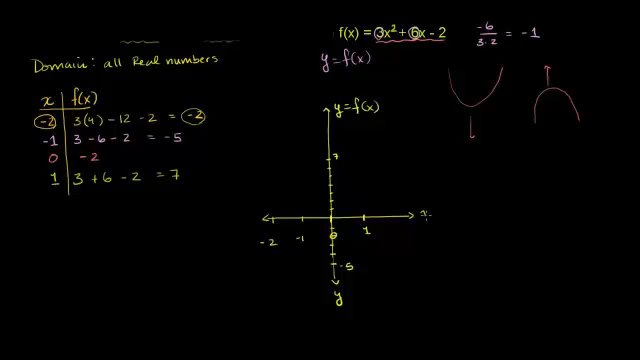 f(x) = 3x² + 6x - 2
-6
3·2
= -1
y = f(x)
Domain: all Real numbers
x f(x)
-2 3(4) - 12 - 2 = -2
-1 3 - 6 - 2 = -5
0 -2
1 3 + 6 - 2 = 7
y = f(x)
7
-2 -1 0 1 x
-5
y